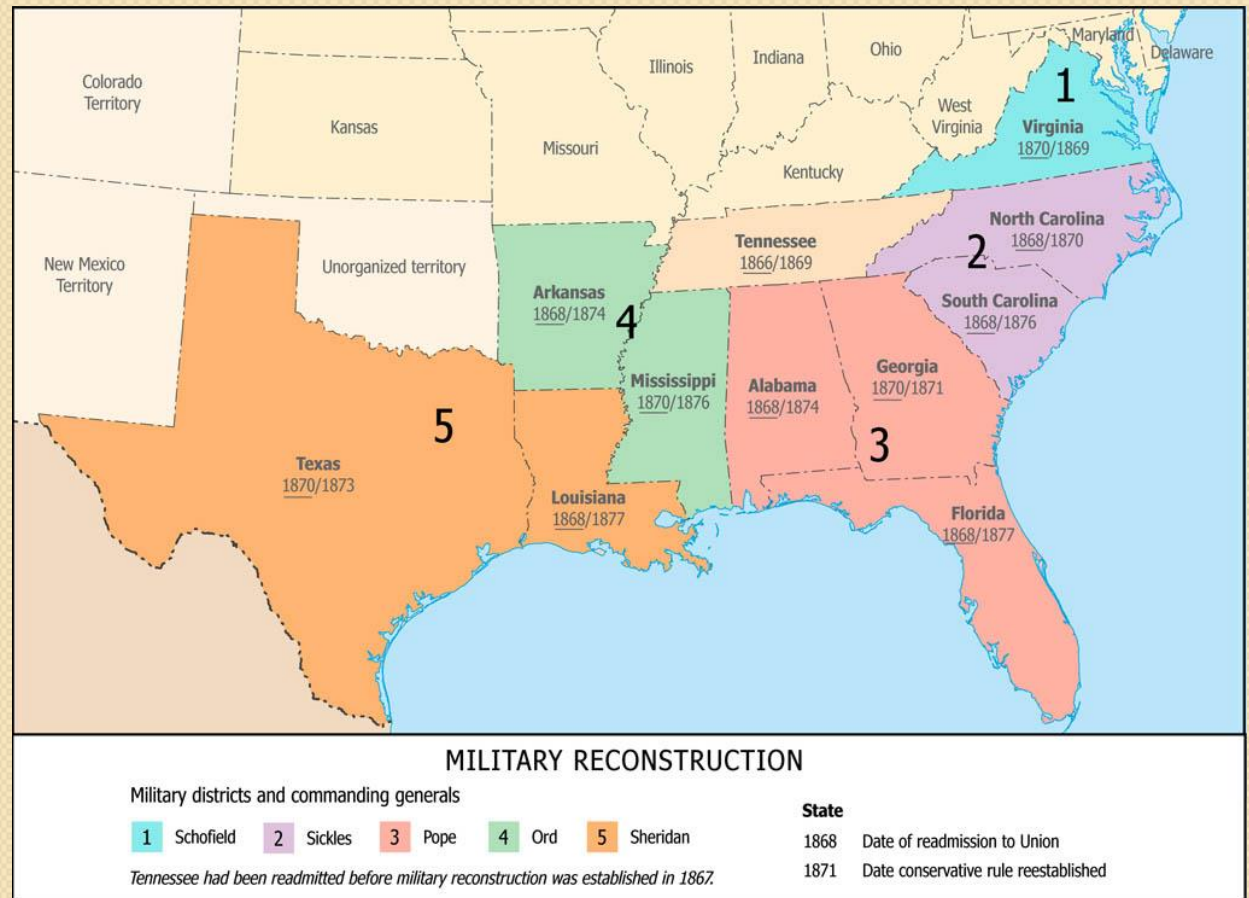 Maryland
Delaware
Ohio
Indiana
Illinois
Colorado
Territory
Kansas
Missouri
West
Virginia
Kentucky
1
Virginia
1870/1869
New Mexico
Territory
Unorganized territory
Tennessee
1866/1869
North Carolina
1868/1870
2
South Carolina
1868/1876
Arkansas
1868/1874
4
Mississippi
1870/1876
Alabama
1868/1874
Georgia
1870/1871
3
5
Texas
1870/1873
Louisiana
1868/1877
Florida
1868/1877
MILITARY RECONSTRUCTION
Military districts and commanding generals
1 Schofield 2 Sickles 3 Pope 4 Ord 5 Sheridan
Tennessee had been readmitted before military reconstruction was established in 1867.
State
1868 Date of readmission to Union
1871 Date conservative rule reestablished